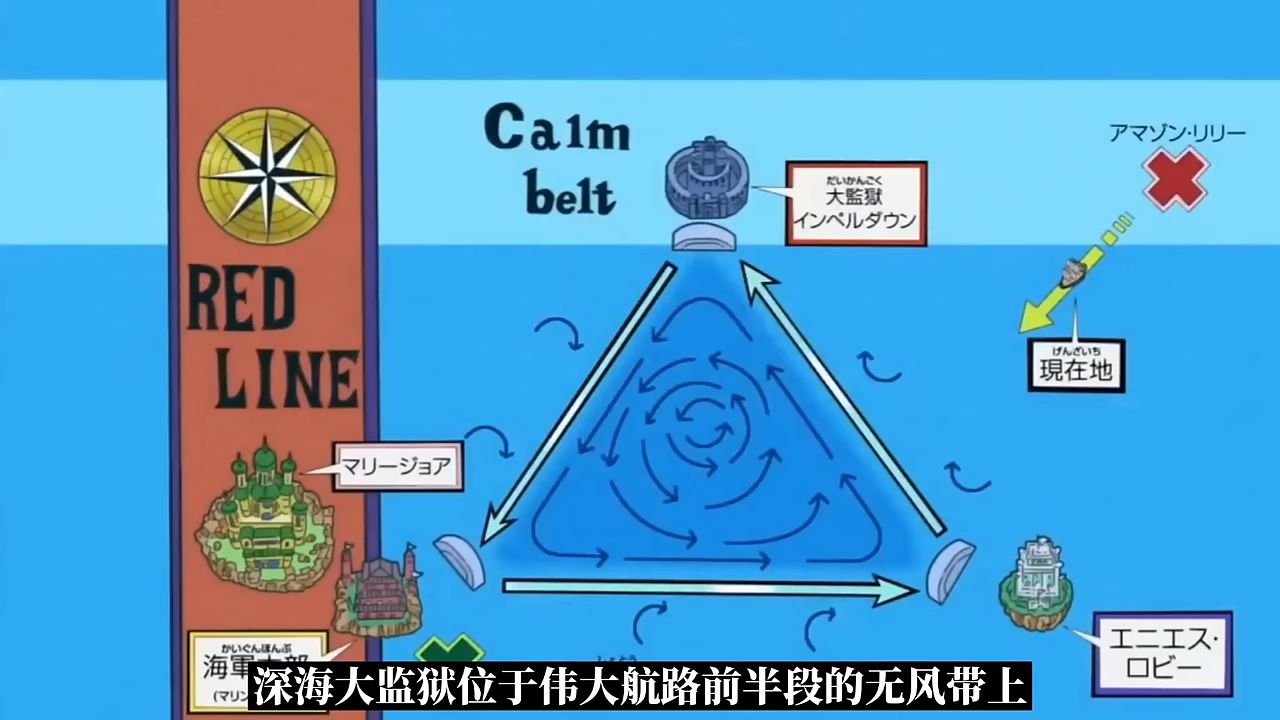 Calm
belt
アマゾン・リリー
だいかんごく
大監獄
インペルダウン
RED
LINE
げんざいち
現在地
マリージョア
エニエス・
ロビー
かいぐんほんぶ
海軍本部
(マリン
深海大监狱位于伟大航路前半段的无风带上